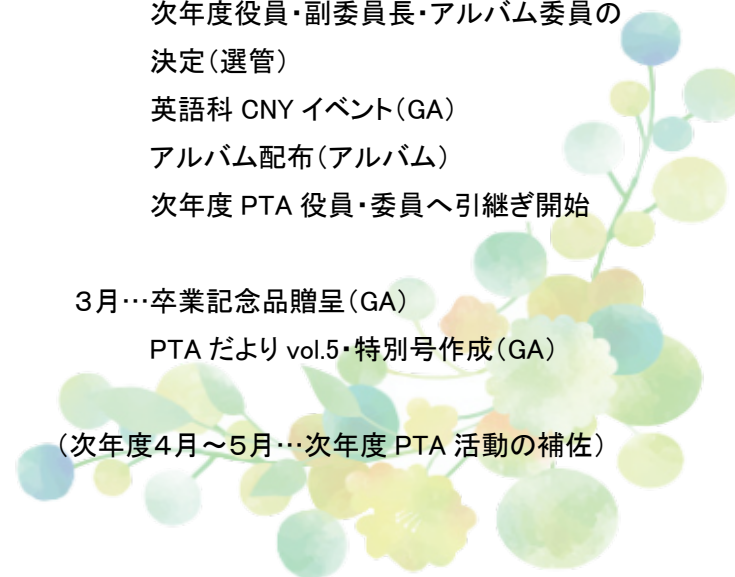 次年度役員・副委員長・アルバム委員の
決定（選管）
英語科 CNY イベント（GA）
アルバム配布（アルバム）
次年度 PTA 役員・委員へ引継ぎ開始
３月…卒業記念品贈呈（GA）
PTA だより vol.5・特別号作成（GA）
（次年度４月～５月…次年度 PTA 活動の補佐）